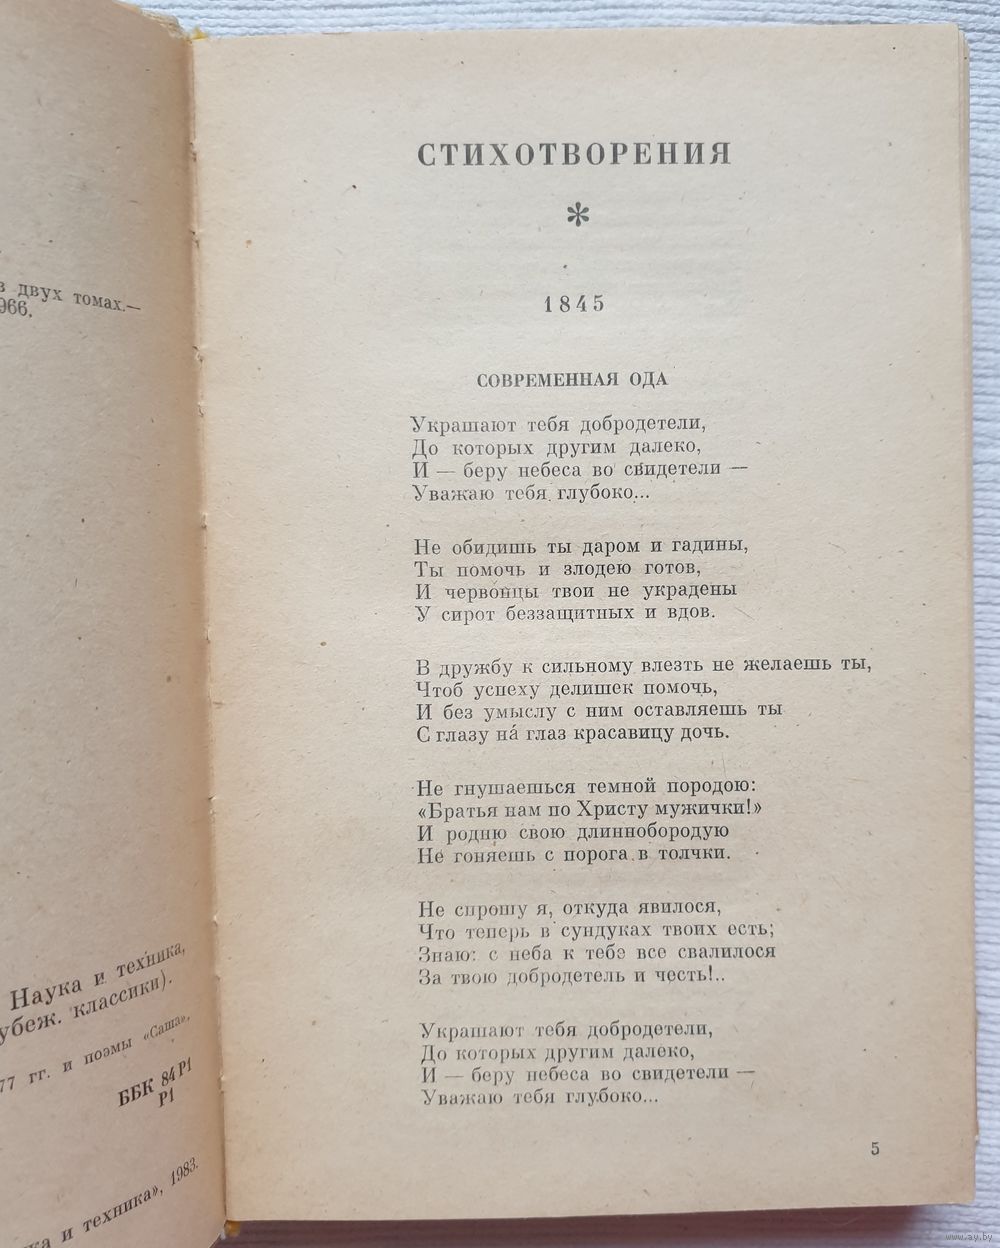 з двух томах.—
966.
Наука и техника,
убеж. классики).
77 гг. и поэмы «Саша»,
ББК 84Р1
Р1
ка и техника», 1983.
СТИХОТВОРЕНИЯ
*
1845
СОВРЕМЕННАЯ ОДА
Украшают тебя добродетели,
До которых другим далеко,
И — беру небеса во свидетели —
Уважаю тебя глубоко...
Не обидишь ты даром и гадины,
Ты помочь и злодею готов,
И червонцы твои не украдены
У сирот беззащитных и вдов.
В дружбу к сильному влезть не желаешь ты,
Чтоб успеху делишек помочь,
И без умыслу с ним оставляешь ты
С глазу на́ глаз красавицу дочь.
Не гнушаешься темной породою:
«Братья нам по Христу мужички!»
И родню свою длиннобородую
Не гоняешь с порога в толчки.
Не спрошу я, откуда явилося,
Что теперь в сундуках твоих есть;
Знаю: с неба к тебе все свалилося
За твою добродетель и честь!..
Украшают тебя добродетели,
До которых другим далеко,
И — беру небеса во свидетели —
Уважаю тебя глубоко...
5
www.ay.by